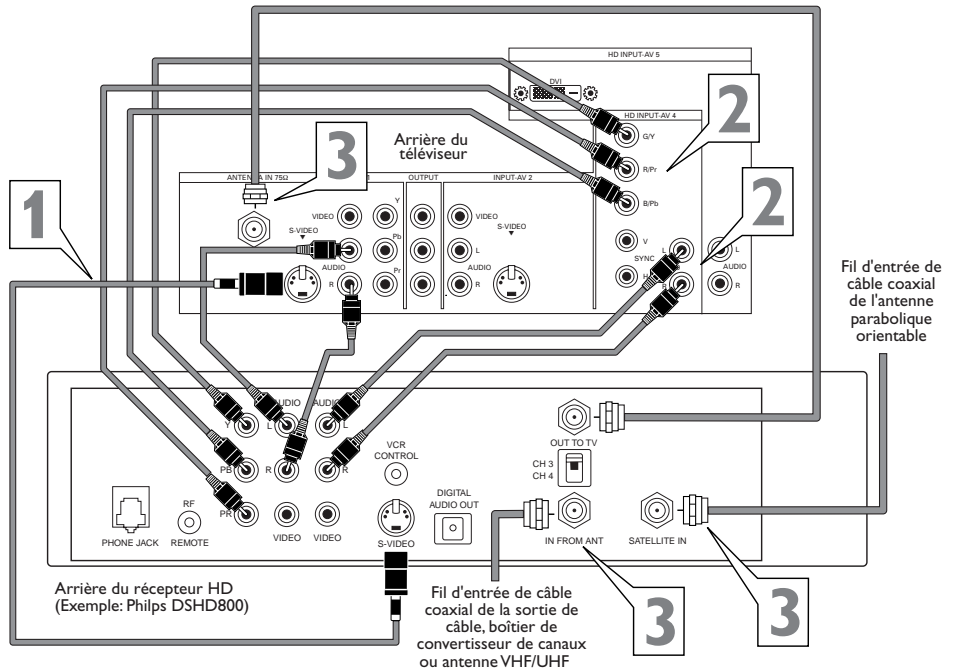 HD INPUT-AV 5
DVI
HD INPUT-AV 4
G/Y
R/Pr
B/Pb
2
Arrière du
téléviseur
3
ANTENNA IN 75Ω
OUTPUT
INPUT-AV 2
VIDEO
Y
VIDEO
S-VIDEO
S-VIDEO
Pb
L
V
SYNC
L
L
AUDIO
Pr
AUDIO
H
AUDIO
R
R
R
R
1
2
Fil d'entrée de
câble coaxial
de l'antenne
parabolique
orientable
AUDIO
Y
L
L
OUT TO TV
VCR
CONTROL
CH 3
CH 4
PB
R
R
DIGITAL
AUDIO OUT
RF
PR
PHONE JACK
REMOTE
VIDEO
VIDEO
S-VIDEO
IN FROM ANT
SATELLITE IN
Arrière du récepteur HD
(Exemple: Philps DSHD800)
Fil d'entrée de câble
coaxial de la sortie de
câble, boîtier de
convertisseur de canaux
ou antenne VHF/UHF
3
3